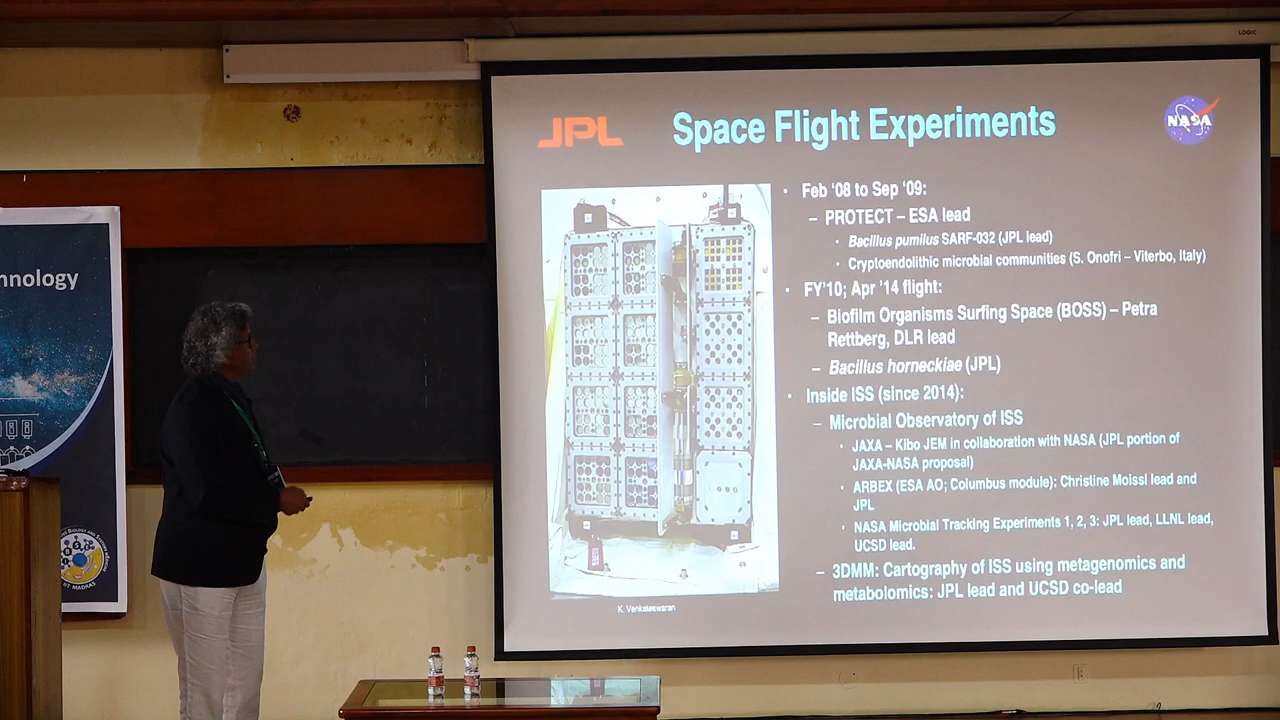 LOGIC
JPL
Space Flight Experiments
NASA
• Feb '08 to Sep '09:
– PROTECT – ESA lead
• Bacillus pumilus SARF-032 (JPL lead)
• Cryptoendolithic microbial communities (S. Onofri – Viterbo, Italy)
• FY'10; Apr '14 flight:
– Biofilm Organisms Surfing Space (BOSS) – Petra
Rettberg, DLR lead
– Bacillus horneckiae (JPL)
• Inside ISS (since 2014):
– Microbial Observatory of ISS
• JAXA – Kibo JEM in collaboration with NASA (JPL portion of
JAXA-NASA proposal)
• ARBEX (ESA AO; Columbus module): Christine Moissl lead and
JPL
• NASA Microbial Tracking Experiments 1, 2, 3: JPL lead, LLNL lead,
UCSD lead.
– 3DMM: Cartography of ISS using metagenomics and
metabolomics: JPL lead and UCSD co-lead
K. Venkateswaran
hnology
IIT MADRAS